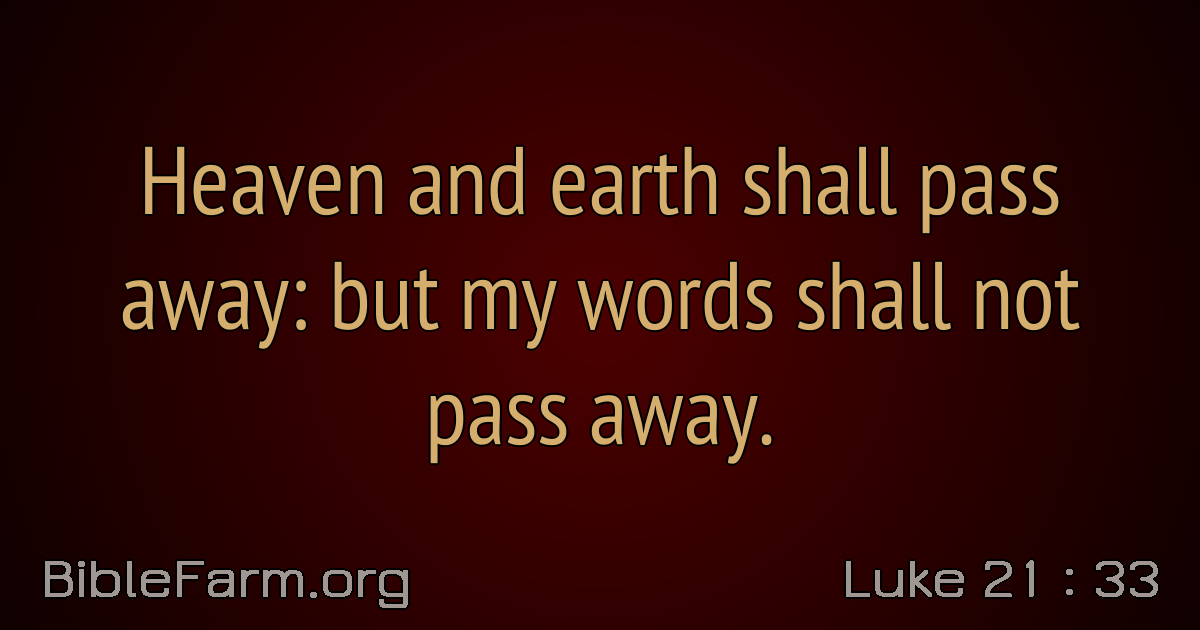 Heaven and earth shall pass
away: but my words shall not
pass away.
BibleFarm.org
Luke 21 : 33